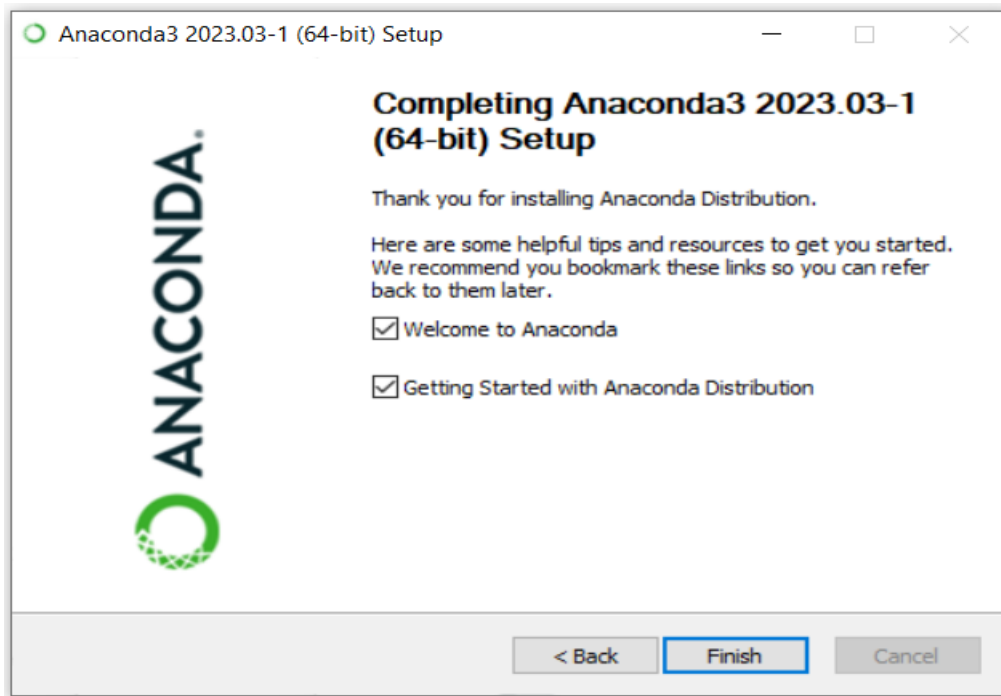 Anaconda3 2023.03-1 (64-bit) Setup
ANACONDA.
Completing Anaconda3 2023.03-1
(64-bit) Setup
Thank you for installing Anaconda Distribution.
Here are some helpful tips and resources to get you started.
We recommend you bookmark these links so you can refer
back to them later.
Welcome to Anaconda
Getting Started with Anaconda Distribution
< Back
Finish
Cancel